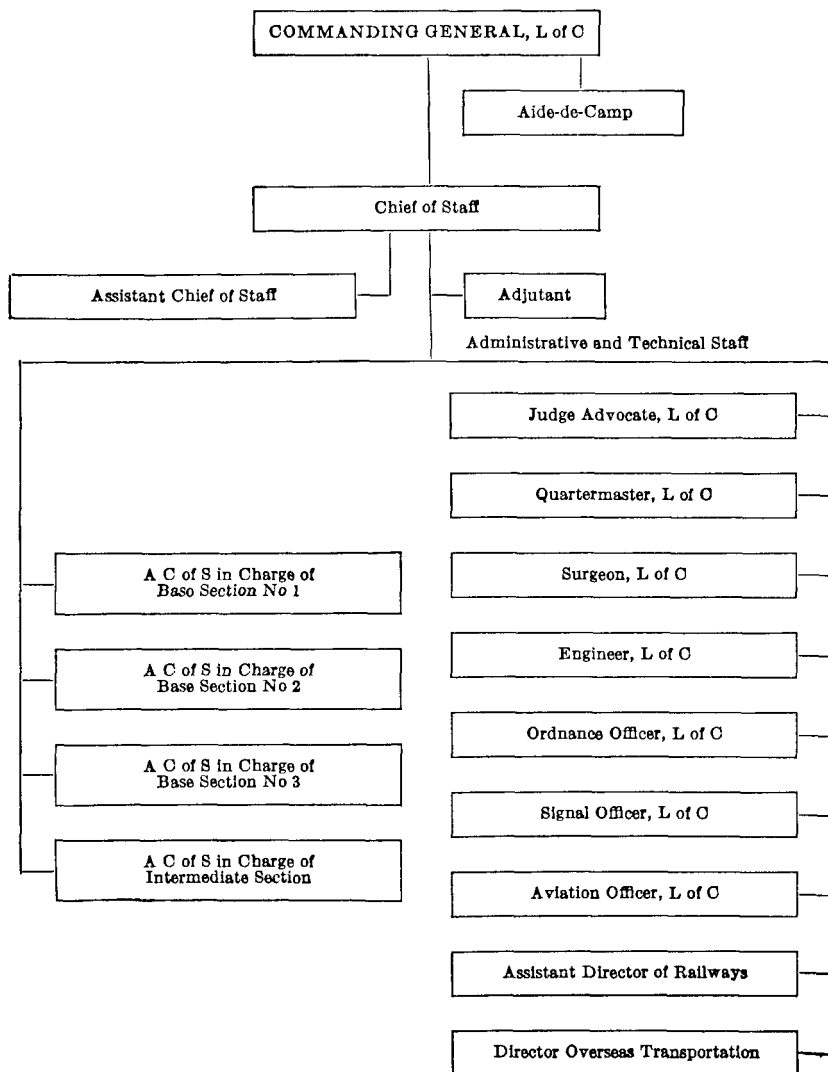 COMMANDING GENERAL, L of C
Aide-de-Camp
Chief of Staff
Assistant Chief of Staff
Adjutant
Administrative and Technical Staff
Judge Advocate, L of C
Quartermaster, L of C
A C of S in Charge of
Baso Section No 1
Surgeon, L of C
Engineer, L of C
A C of S in Charge of
Base Section No 2
Ordnance Officer, L of C
A C of S in Charge of
Base Section No 3
Signal Officer, L of C
A C of S in Charge of
Intermediate Section
Aviation Officer, L of C
Assistant Director of Railways
Director Overseas Transportation